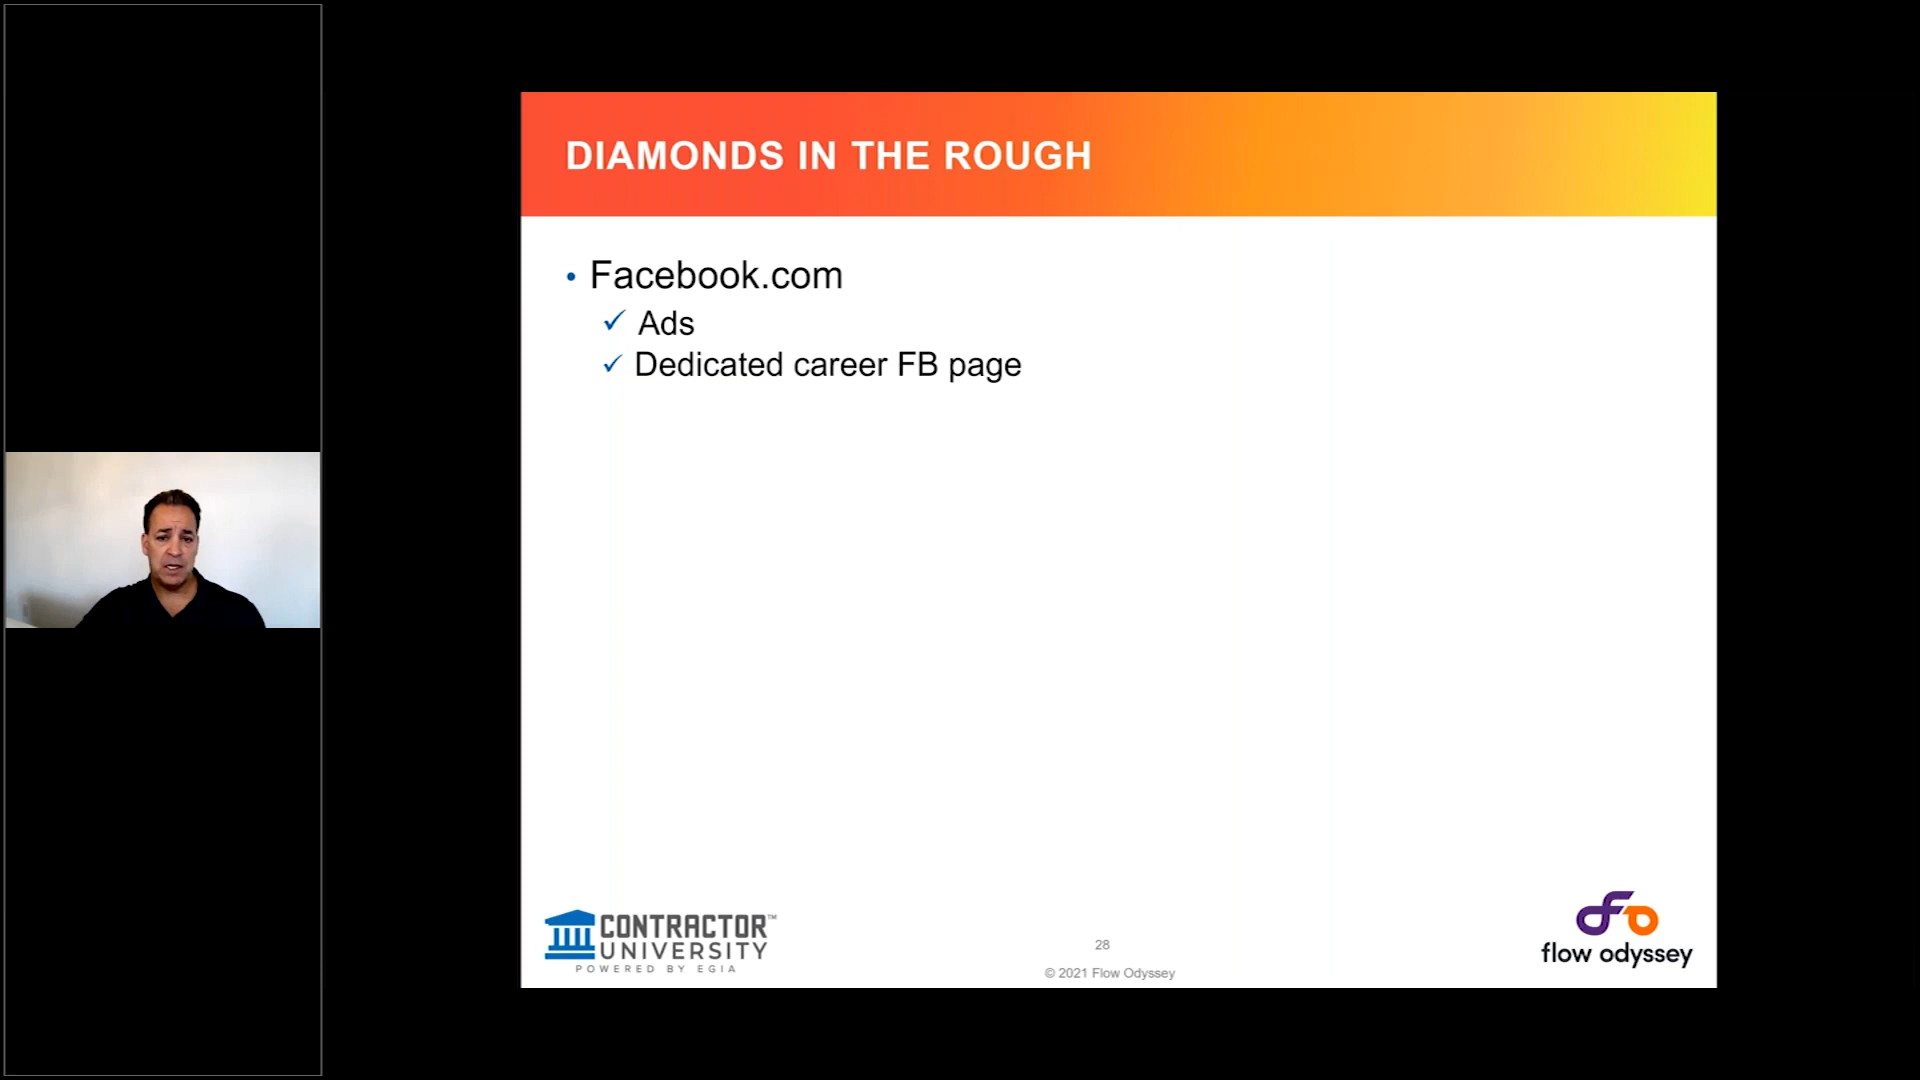 DIAMONDS IN THE ROUGH
• Facebook.com
✓ Ads
✓ Dedicated career FB page
CONTRACTOR™
UNIVERSITY
POWERED BY EGIA
28
© 2021 Flow Odyssey
flow odyssey